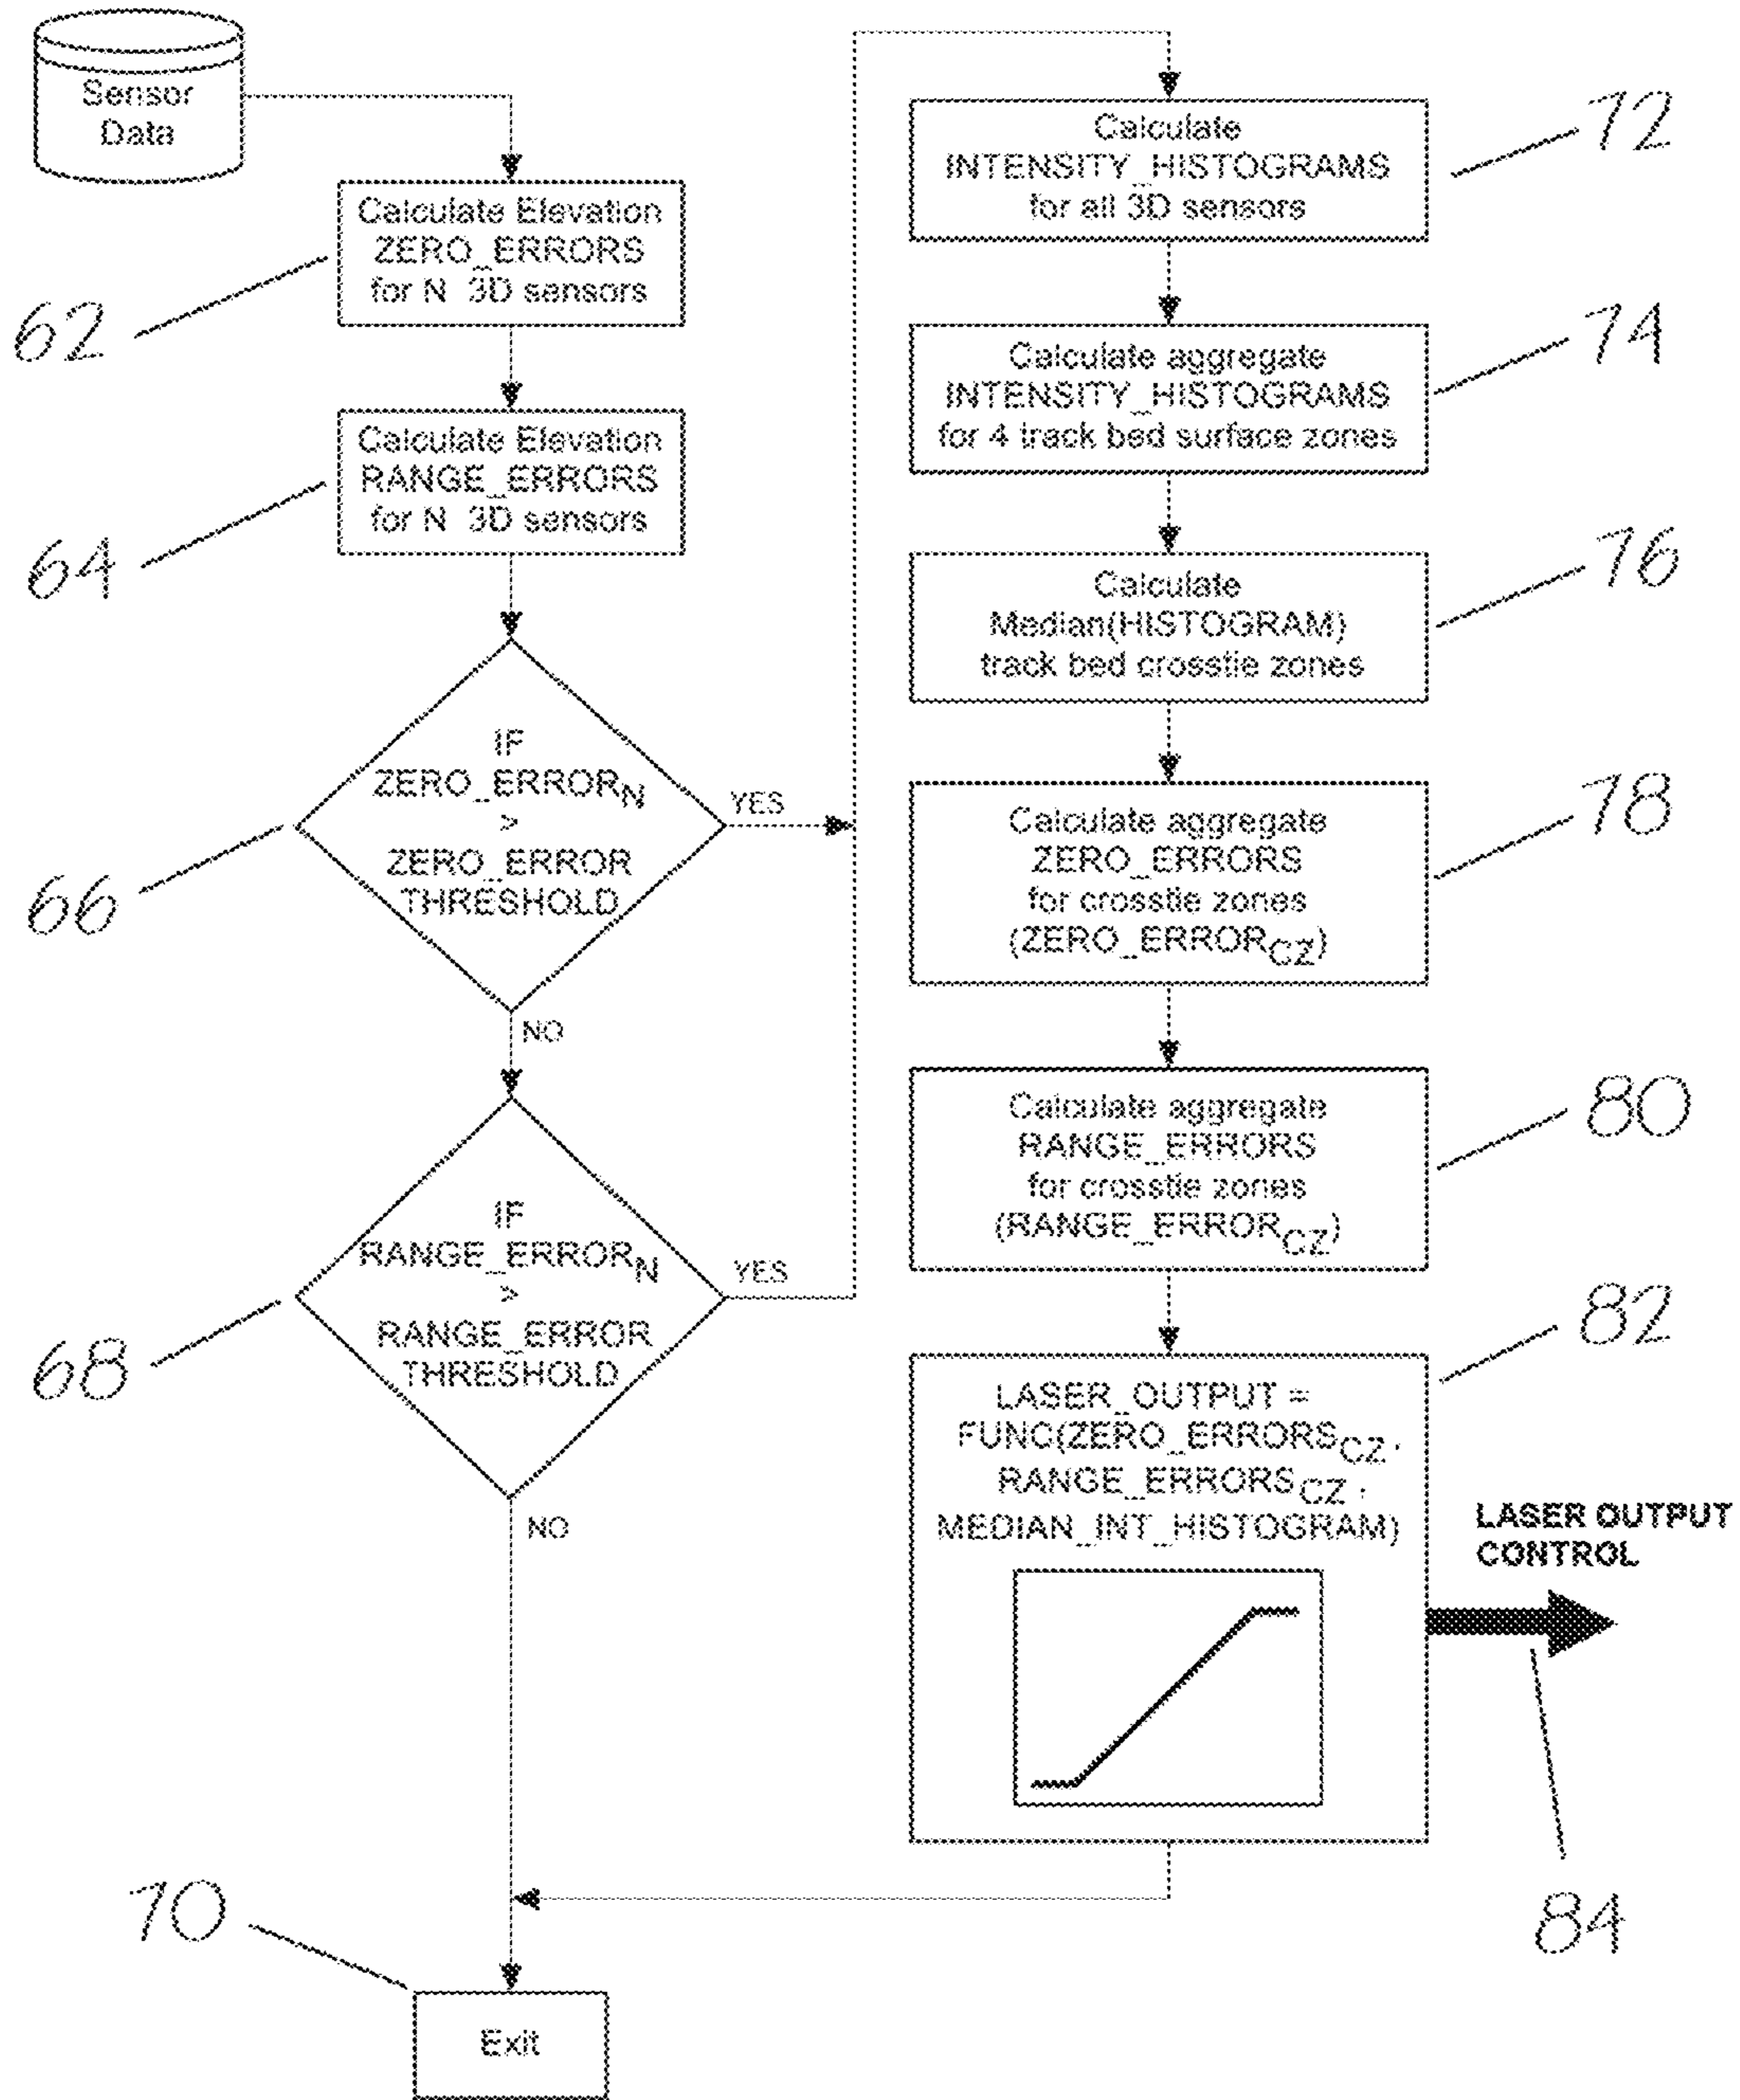 Sensor
Data
Calculate Elevation
ZERO_ERRORS
for N 3D sensors
62
Calculate Elevation
RANGE_ERRORS
for N 3D sensors
64
IF
ZERO_ERRORN
>
ZERO_ERROR
THRESHOLD
YES
66
NO
IF
RANGE_ERRORN
>
RANGE_ERROR
THRESHOLD
YES
68
NO
70
Exit
Calculate
INTENSITY_HISTOGRAMS
for all 3D sensors
72
Calculate aggregate
INTENSITY_HISTOGRAMS
for 4 track bed surface zones
74
Calculate
Median(HISTOGRAM)
track bed crosstie zones
76
Calculate aggregate
ZERO_ERRORS
for crosstie zones
(ZERO_ERRORCZ)
78
Calculate aggregate
RANGE_ERRORS
for crosstie zones
(RANGE_ERRORCZ)
80
LASER_OUTPUT =
FUNC(ZERO_ERRORSCZ,
RANGE_ERRORSCZ,
MEDIAN_INT_HISTOGRAM)
82
LASER OUTPUT
CONTROL
84